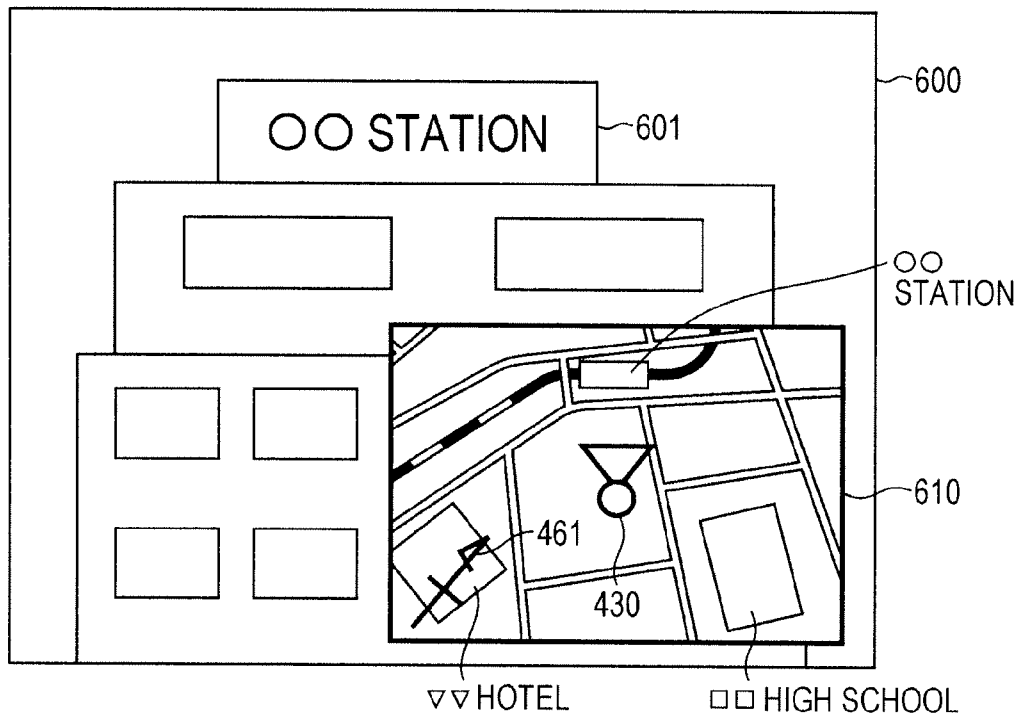 600
○○ STATION
601
○○
STATION
610
461
430
▽▽ HOTEL
□□ HIGH SCHOOL